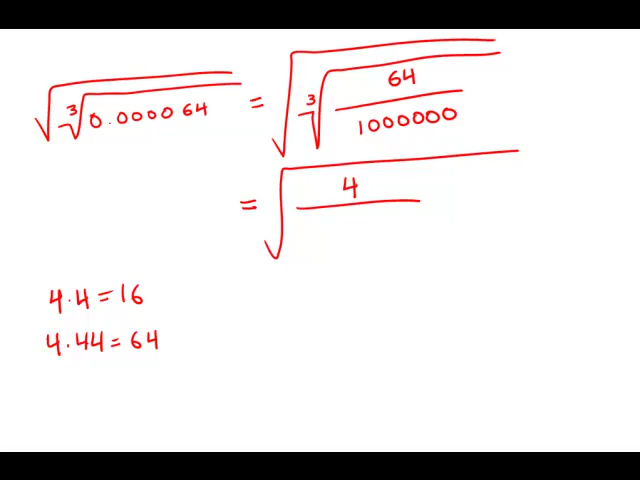 √∛0.000064 = √∛(64/1000000)
= √(4/
4·4=16
4·44=64